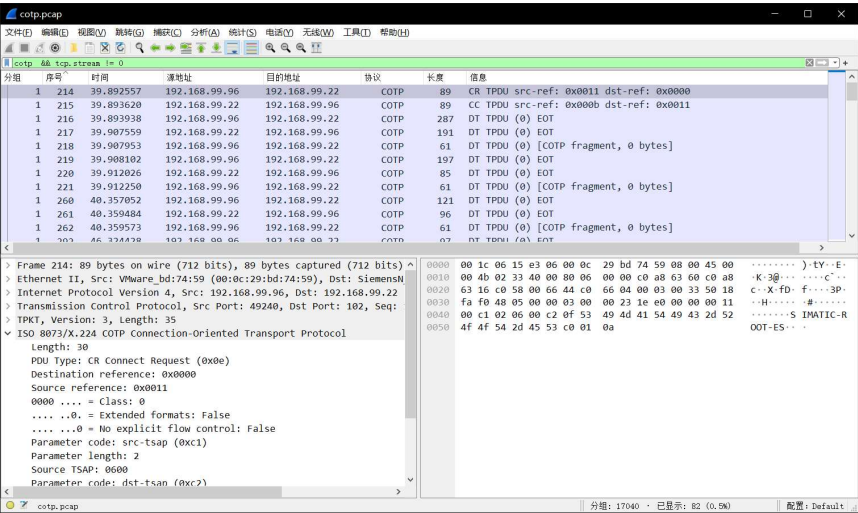 cotp.pcap
文件(F) 编辑(E) 视图(V) 跳转(G) 捕获(C) 分析(A) 统计(S) 电话(Y) 无线(W) 工具(T) 帮助(H)
cotp && tcp.stream != 0
分组 序号 时间 源地址 目的地址 协议 长度 信息
1 214 39.892557 192.168.99.96 192.168.99.22 COTP 89 CR TPDU src-ref: 0x0011 dst-ref: 0x0000
1 215 39.893620 192.168.99.22 192.168.99.96 COTP 89 CC TPDU src-ref: 0x000b dst-ref: 0x0011
1 216 39.893938 192.168.99.96 192.168.99.22 COTP 287 DT TPDU (0) EOT
1 217 39.907559 192.168.99.22 192.168.99.96 COTP 191 DT TPDU (0) EOT
1 218 39.907953 192.168.99.96 192.168.99.22 COTP 61 DT TPDU (0) [COTP fragment, 0 bytes]
1 219 39.908102 192.168.99.96 192.168.99.22 COTP 197 DT TPDU (0) EOT
1 220 39.912026 192.168.99.22 192.168.99.96 COTP 85 DT TPDU (0) EOT
1 221 39.912250 192.168.99.96 192.168.99.22 COTP 61 DT TPDU (0) [COTP fragment, 0 bytes]
1 260 40.357052 192.168.99.96 192.168.99.22 COTP 121 DT TPDU (0) EOT
1 261 40.359484 192.168.99.22 192.168.99.96 COTP 96 DT TPDU (0) EOT
1 262 40.359573 192.168.99.96 192.168.99.22 COTP 61 DT TPDU (0) [COTP fragment, 0 bytes]
> Frame 214: 89 bytes on wire (712 bits), 89 bytes captured (712 bits)
> Ethernet II, Src: VMware_bd:74:59 (00:0c:29:bd:74:59), Dst: SiemensN
> Internet Protocol Version 4, Src: 192.168.99.96, Dst: 192.168.99.22
> Transmission Control Protocol, Src Port: 49240, Dst Port: 102, Seq:
> TPKT, Version: 3, Length: 35
ISO 8073/X.224 COTP Connection-Oriented Transport Protocol
Length: 30
PDU Type: CR Connect Request (0x0e)
Destination reference: 0x0000
Source reference: 0x0011
0000 .... = Class: 0
.... ..0. = Extended formats: False
.... ...0 = No explicit flow control: False
Parameter code: src-tsap (0xc1)
Parameter length: 2
Source TSAP: 0600
Parameter code: dst-tsap (0xc2)
0000 00 1c 06 15 e3 06 00 0c 29 bd 74 59 08 00 45 00 ········ )·tY··E·
0010 00 4b 02 33 40 00 80 06 00 00 c0 a8 63 60 c0 a8 ·K·3@··· ····c`··
0020 63 16 c0 58 00 66 44 c0 66 04 00 03 00 33 50 18 c··X·fD· f····3P·
0030 fa f0 48 05 00 00 03 00 00 23 1e e0 00 00 00 11 ··H····· ·#······
0040 00 c1 02 06 00 c2 0f 53 49 4d 41 54 49 43 2d 52 ·······S IMATIC-R
0050 4f 4f 54 2d 45 53 c0 01 0a OOT-ES·· ·
cotp.pcap 分组: 17040 · 已显示: 82 (0.5%) 配置: Default